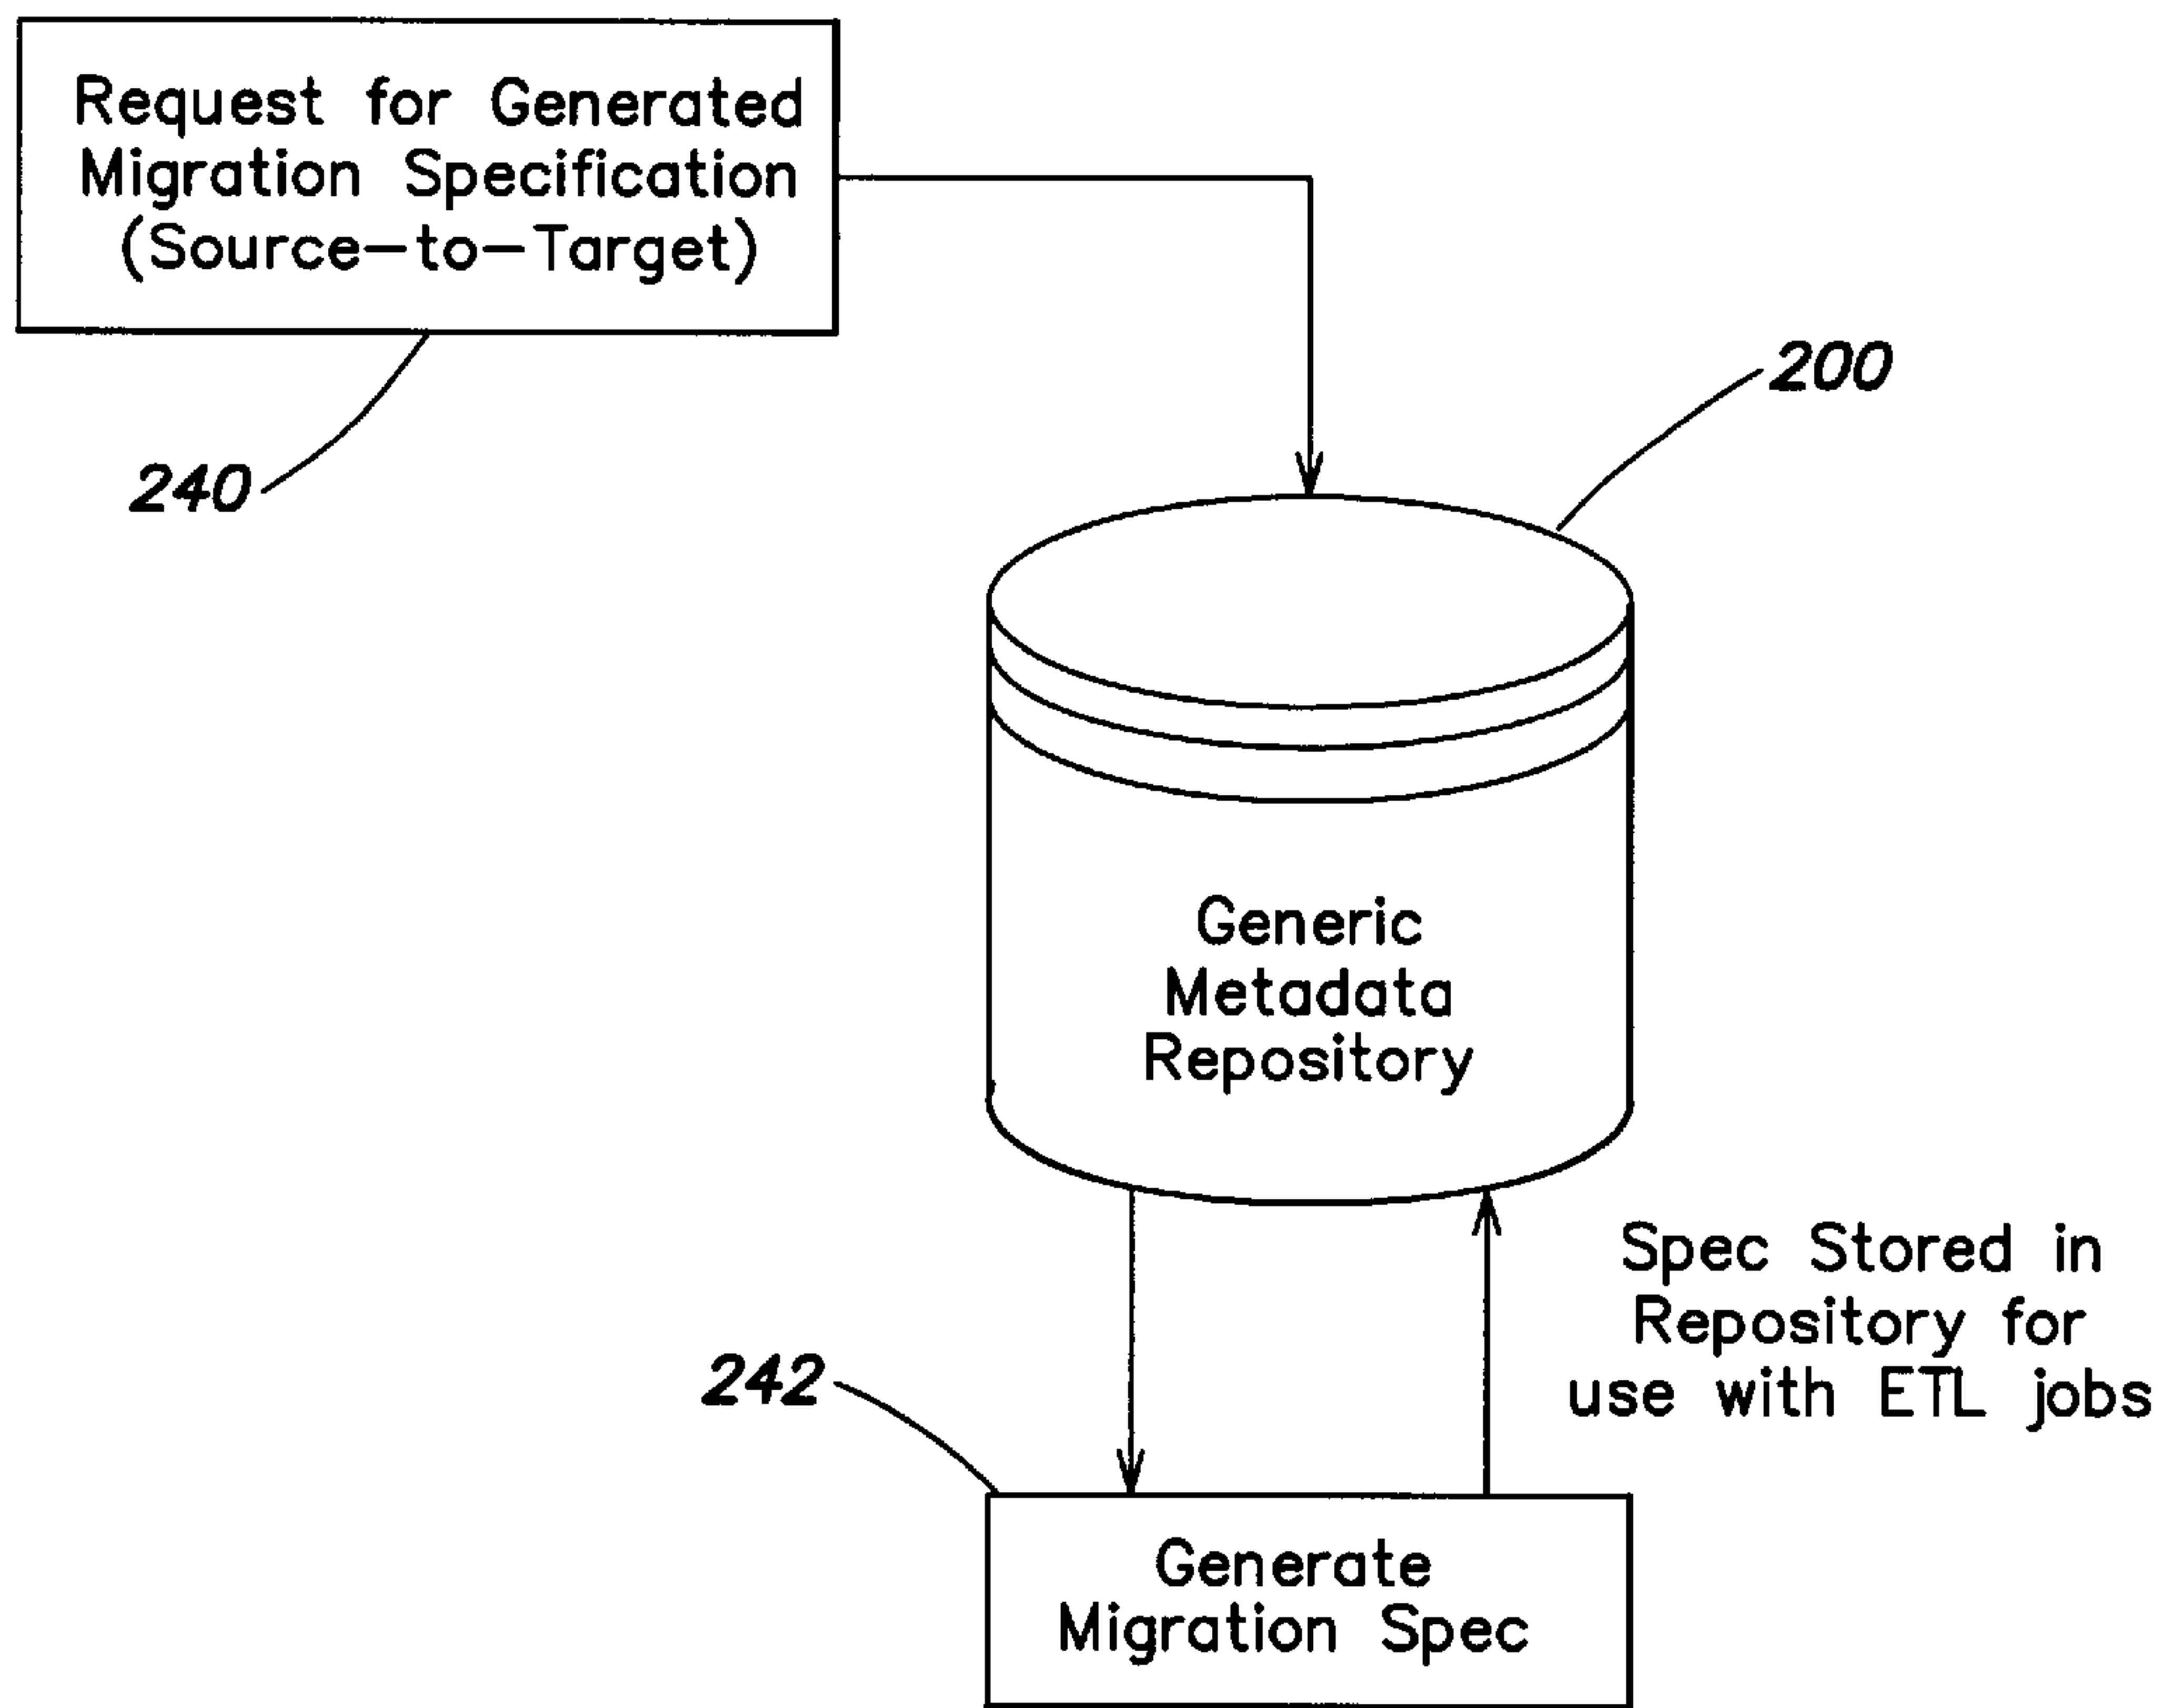 Request for Generated
Migration Specification
(Source-to-Target)
200
240
Generic
Metadata
Repository
Spec Stored in
Repository for
use with ETL jobs
242
Generate
Migration Spec